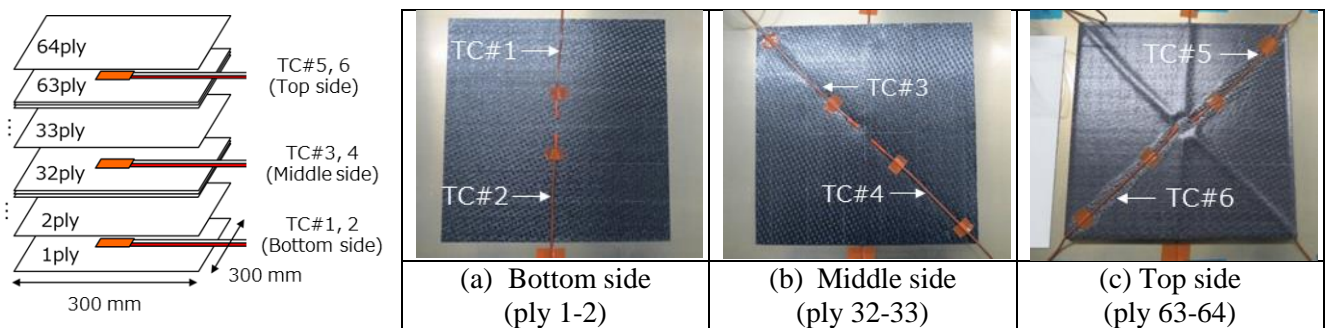 64ply
63ply
33ply
32ply
2ply
1ply
TC#5, 6
(Top side)
TC#3, 4
(Middle side)
TC#1, 2
(Bottom side)
300 mm
300 mm
TC#1
TC#2
TC#3
TC#4
TC#5
TC#6
(a) Bottom side
(ply 1-2)
(b) Middle side
(ply 32-33)
(c) Top side
(ply 63-64)